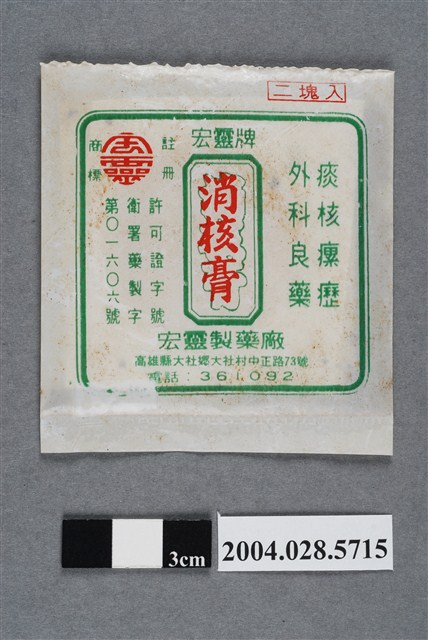 二塊入
宏靈牌
註冊
商標
痰核瘰癧
外科良藥
消核膏
許可證字號
衛署藥製字
第〇一六〇六號
宏靈製藥廠
高雄縣大社鄉大社村中正路73號
電話：361092
3cm
2004.028.5715